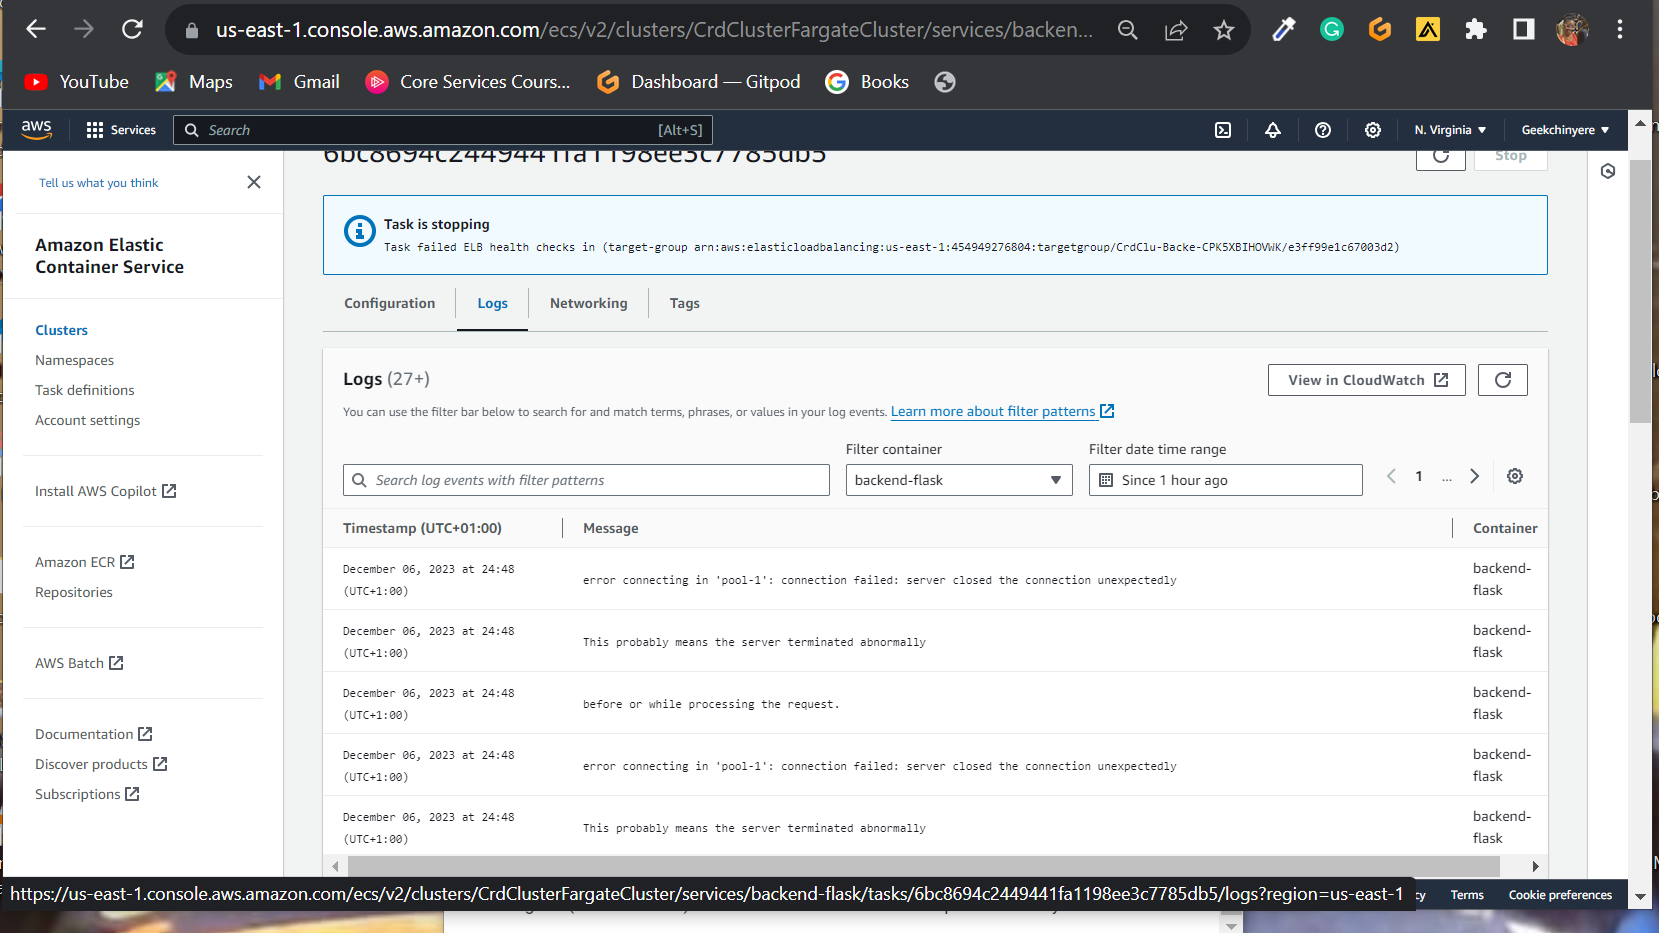 us-east-1.console.aws.amazon.com/ecs/v2/clusters/CrdClusterFargateCluster/services/backen...
YouTube
Maps
Gmail
Core Services Cours...
Dashboard — Gitpod
Books
aws
Services
Search
[Alt+S]
N. Virginia
Geekchinyere
6bc8694c2449441fa1198ee3c7785db5
Stop
Tell us what you think
Amazon Elastic
Container Service
Clusters
Namespaces
Task definitions
Account settings
Install AWS Copilot
Amazon ECR
Repositories
AWS Batch
Documentation
Discover products
Subscriptions
Task is stopping
Task failed ELB health checks in (target-group arn:aws:elasticloadbalancing:us-east-1:454949276804:targetgroup/CrdClu-Backe-CPK5XBIHOVWK/e3ff99e1c67003d2)
Configuration
Logs
Networking
Tags
Logs (27+)
View in CloudWatch
You can use the filter bar below to search for and match terms, phrases, or values in your log events. Learn more about filter patterns
Filter container
Filter date time range
Search log events with filter patterns
backend-flask
Since 1 hour ago
1
...
Timestamp (UTC+01:00)
Message
Container
December 06, 2023 at 24:48
(UTC+1:00)
error connecting in 'pool-1': connection failed: server closed the connection unexpectedly
backend-
flask
December 06, 2023 at 24:48
(UTC+1:00)
This probably means the server terminated abnormally
backend-
flask
December 06, 2023 at 24:48
(UTC+1:00)
before or while processing the request.
backend-
flask
December 06, 2023 at 24:48
(UTC+1:00)
error connecting in 'pool-1': connection failed: server closed the connection unexpectedly
backend-
flask
December 06, 2023 at 24:48
(UTC+1:00)
This probably means the server terminated abnormally
backend-
flask
https://us-east-1.console.aws.amazon.com/ecs/v2/clusters/CrdClusterFargateCluster/services/backend-flask/tasks/6bc8694c2449441fa1198ee3c7785db5/logs?region=us-east-1
cy
Terms
Cookie preferences